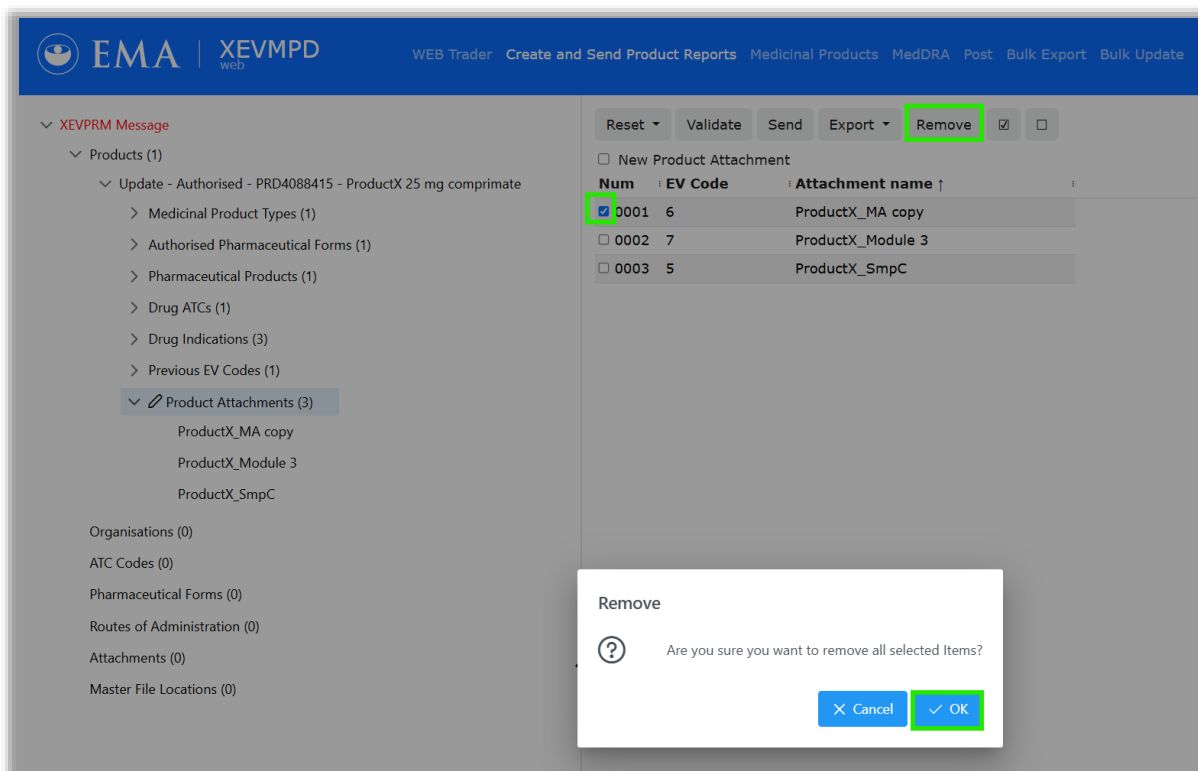 EMA | XEVMPD web
WEB Trader Create and Send Product Reports Medicinal Products MedDRA Post Bulk Export Bulk Update
XEVPRM Message
Products (1)
Update - Authorised - PRD4088415 - ProductX 25 mg comprimate
Medicinal Product Types (1)
Authorised Pharmaceutical Forms (1)
Pharmaceutical Products (1)
Drug ATCs (1)
Drug Indications (3)
Previous EV Codes (1)
Product Attachments (3)
ProductX_MA copy
ProductX_Module 3
ProductX_SmpC
Organisations (0)
ATC Codes (0)
Pharmaceutical Forms (0)
Routes of Administration (0)
Attachments (0)
Master File Locations (0)
Reset Validate Send Export Remove
New Product Attachment
Num EV Code Attachment name ↑
0001 6 ProductX_MA copy
0002 7 ProductX_Module 3
0003 5 ProductX_SmpC
Remove
Are you sure you want to remove all selected Items?
Cancel OK